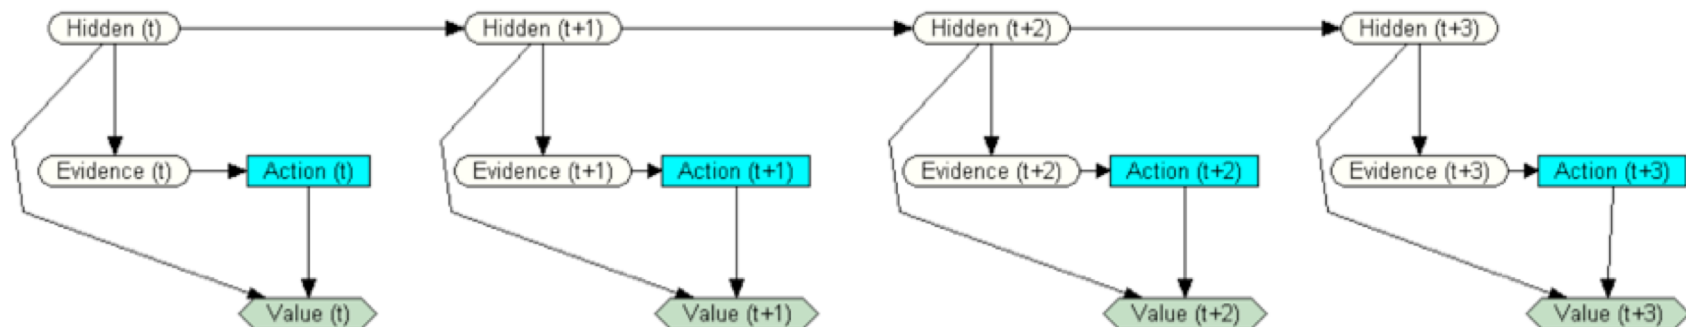 Hidden (t)
Hidden (t+1)
Hidden (t+2)
Hidden (t+3)
Evidence (t)
Action (t)
Evidence (t+1)
Action (t+1)
Evidence (t+2)
Action (t+2)
Evidence (t+3)
Action (t+3)
Value (t)
Value (t+1)
Value (t+2)
Value (t+3)